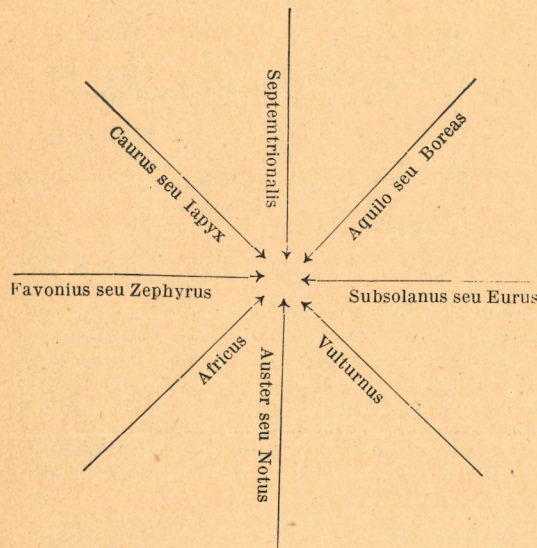 Septemtrionalis
Caurus seu Iapyx
Aquilo seu Boreas
Favonius seu Zephyrus
Subsolanus seu Eurus
Africus
Auster seu Notus
Vulturnus